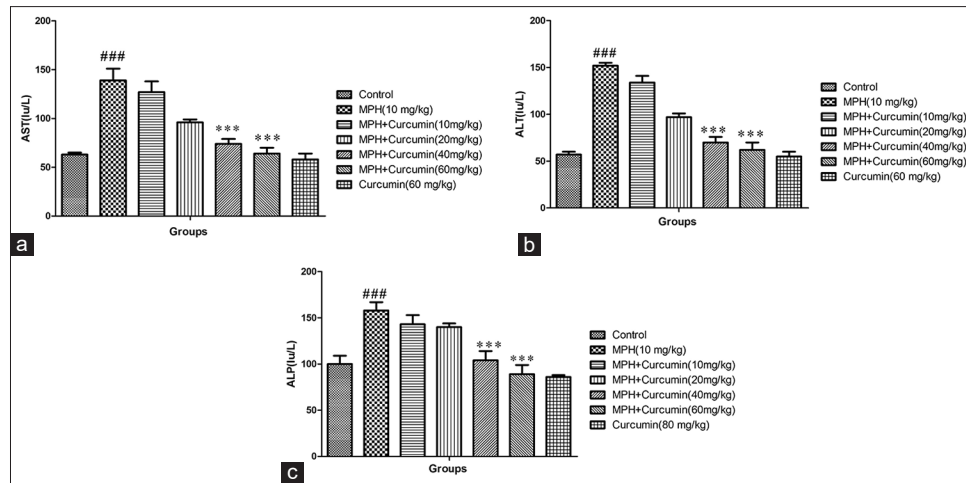 200
150
100
50
0
AST(Iu/L)
###
***
***
Groups
Control
MPH(10 mg/kg)
MPH+Curcumin(10mg/kg)
MPH+Curcumin(20mg/kg)
MPH+Curcumin(40mg/kg)
MPH+Curcumin(60mg/kg)
Curcumin(60 mg/kg)
a
200
150
100
50
0
ALT(Iu/L)
###
***
***
Groups
Control
MPH(10 mg/kg)
MPH+Curcumin(10mg/kg)
MPH+Curcumin(20mg/kg)
MPH+Curcumin(40mg/kg)
MPH+Curcumin(60mg/kg)
Curcumin(60 mg/kg)
b
200
150
100
50
0
ALP(Iu/L)
###
***
***
Groups
Control
MPH(10 mg/kg)
MPH+Curcumin(10mg/kg)
MPH+Curcumin(20mg/kg)
MPH+Curcumin(40mg/kg)
MPH+Curcumin(60mg/kg)
Curcumin(80 mg/kg)
c